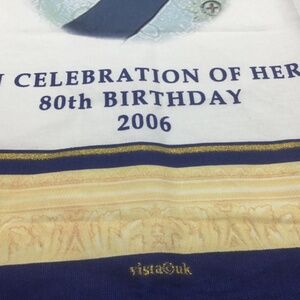 N CELEBRATION OF HER
80th BIRTHDAY
2006
vista©uk